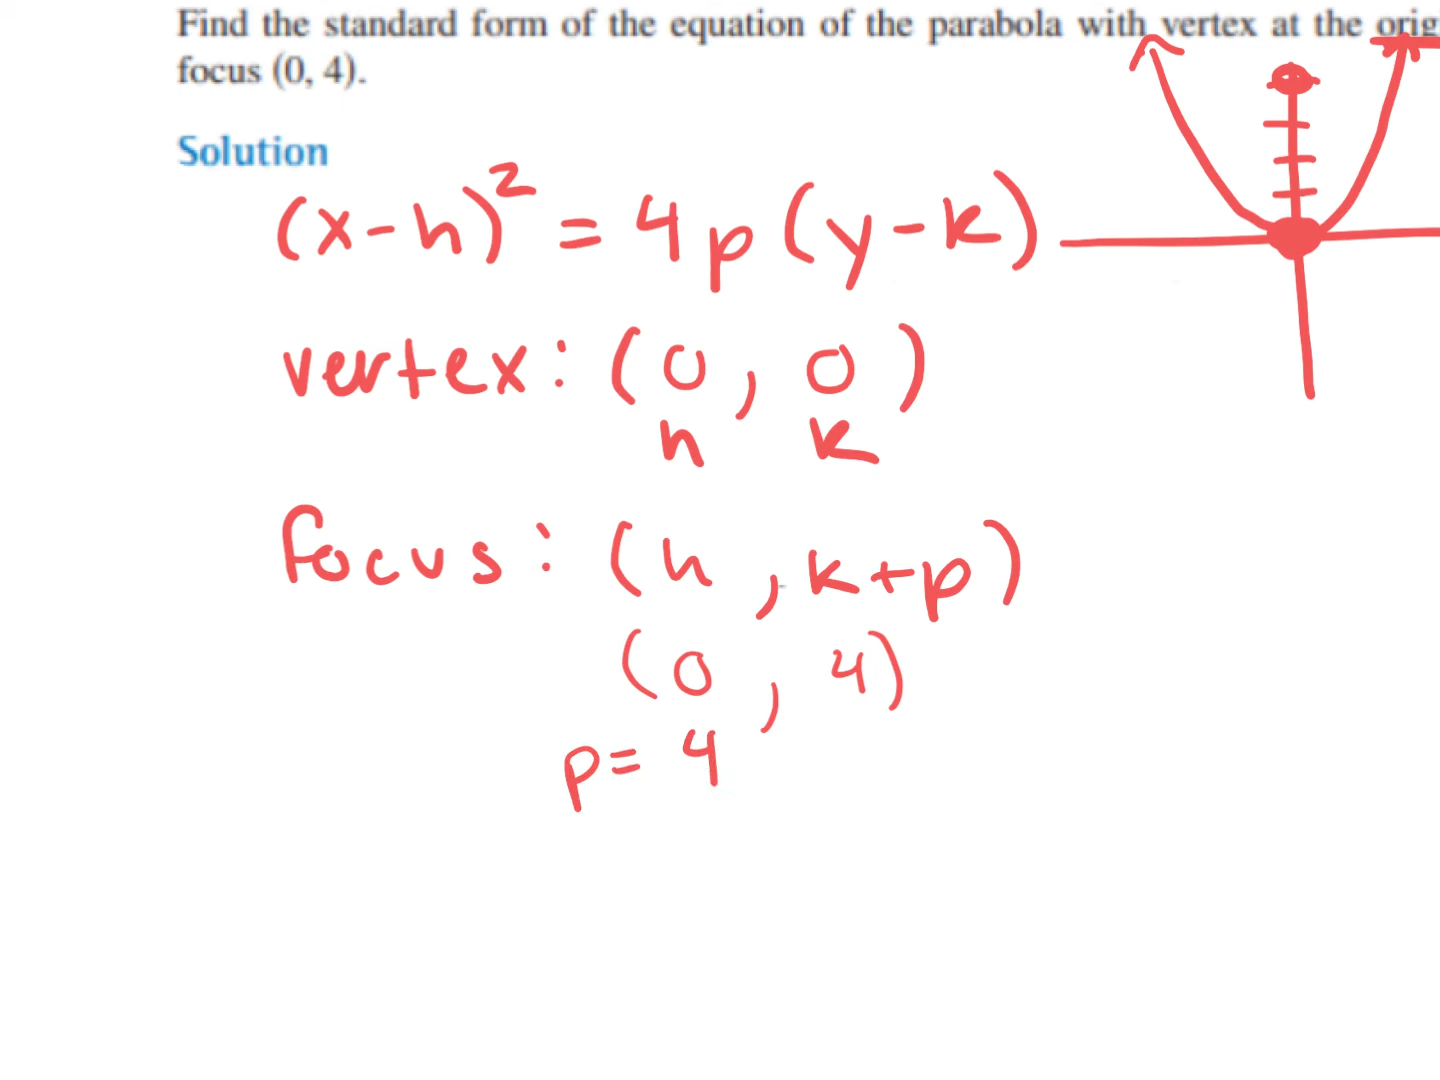 Find the standard form of the equation of the parabola with vertex at the orig
focus (0, 4).
Solution
(x-h)² = 4p(y-k)
vertex: (0, 0)
h k
focus: (h, k+p)
(0, 4)
p= 4